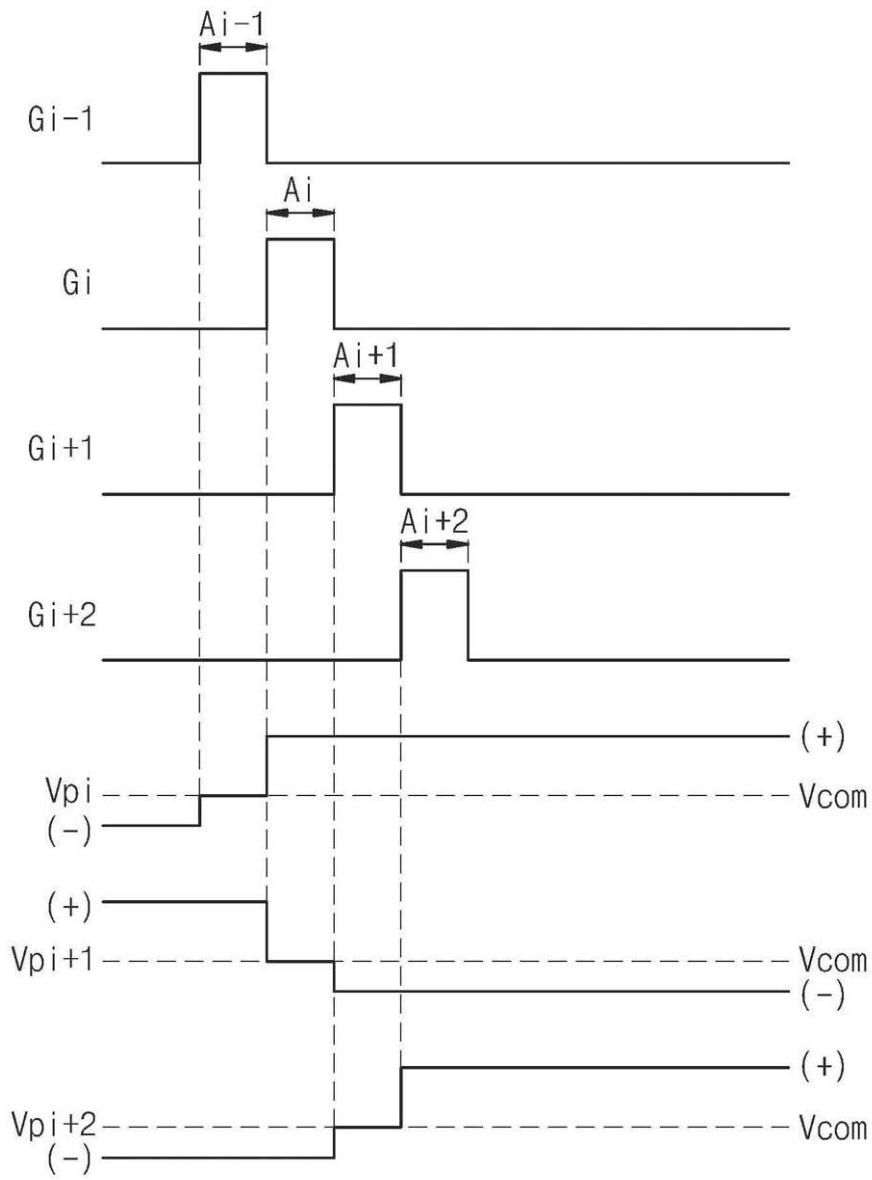 Ai-1
Gi-1
Ai
Gi
Ai+1
Gi+1
Ai+2
Gi+2
(+)
Vpi Vcom
(-)
(+)
Vpi+1 Vcom
(-)
(+)
Vpi+2 Vcom
(-)